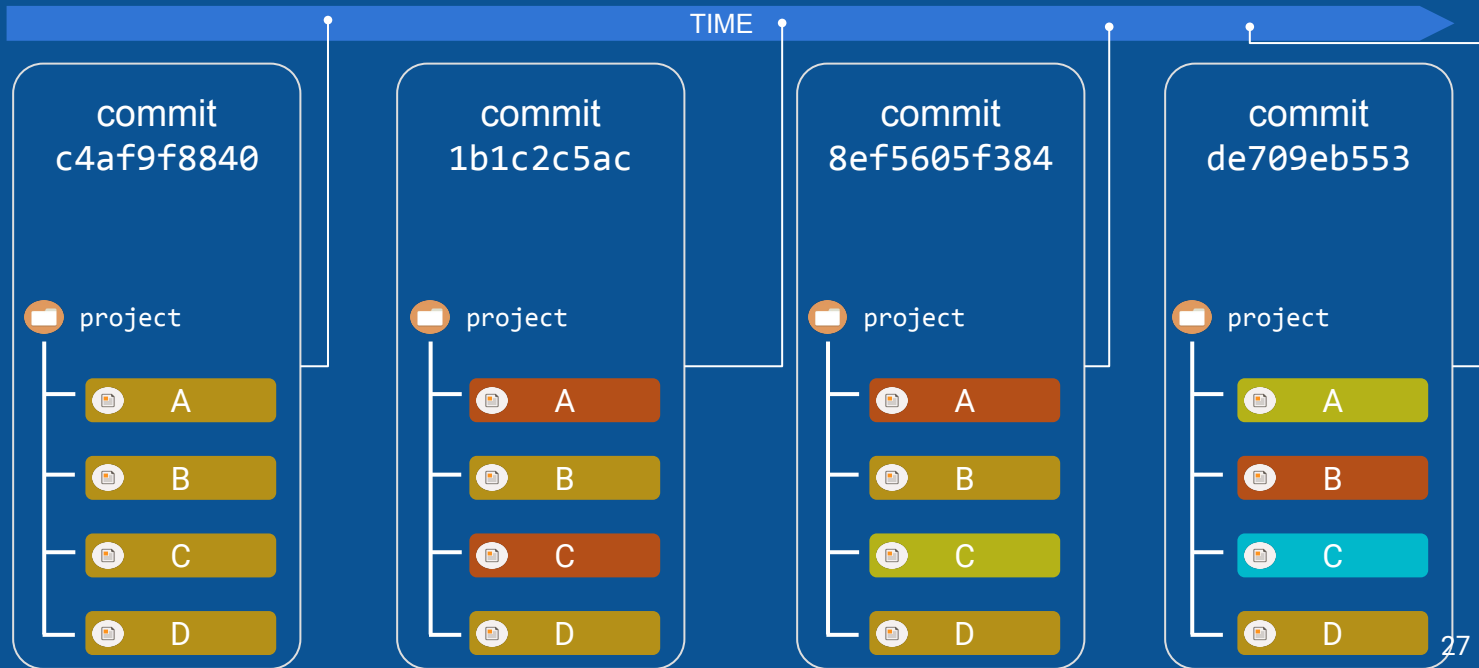 TIME
commit
c4af9f8840
project
A
B
C
D
commit
1b1c2c5ac
project
A
B
C
D
commit
8ef5605f384
project
A
B
C
D
commit
de709eb553
project
A
B
C
D
27